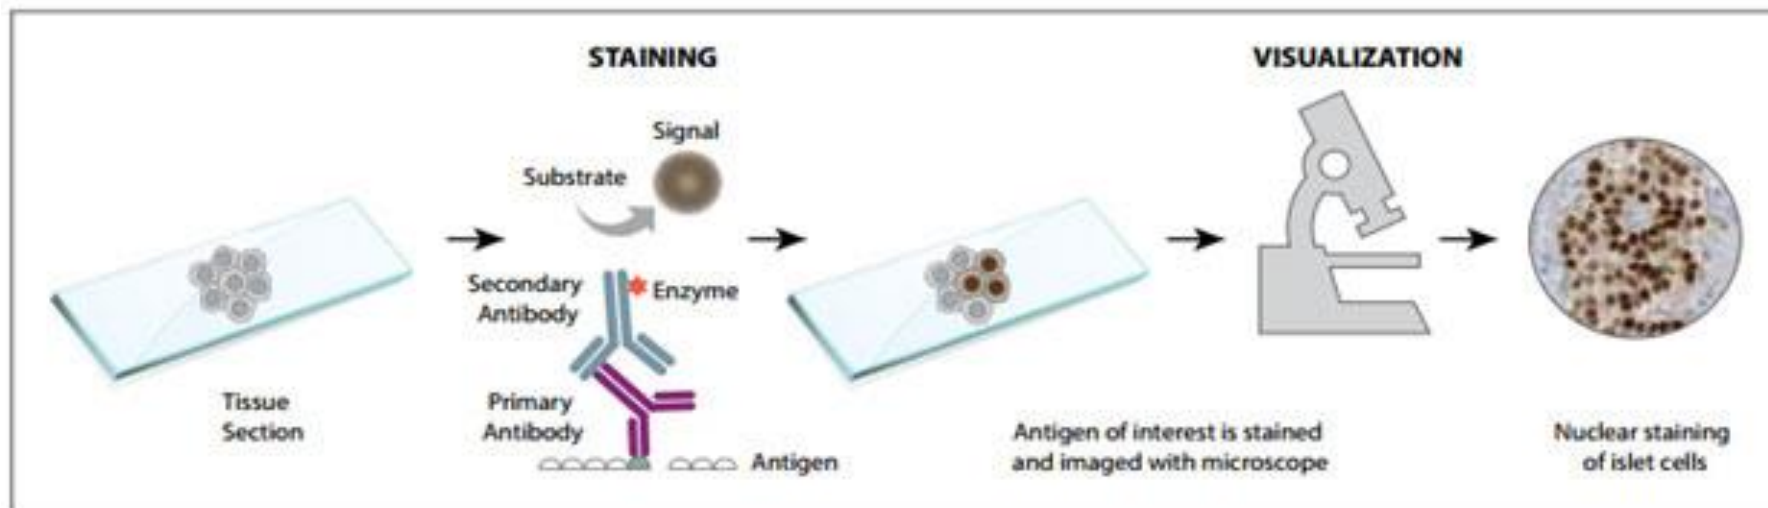 STAINING
VISUALIZATION
Signal
Substrate
Secondary
Antibody
Enzyme
Tissue
Section
Primary
Antibody
Antigen
Antigen of interest is stained
and imaged with microscope
Nuclear staining
of islet cells